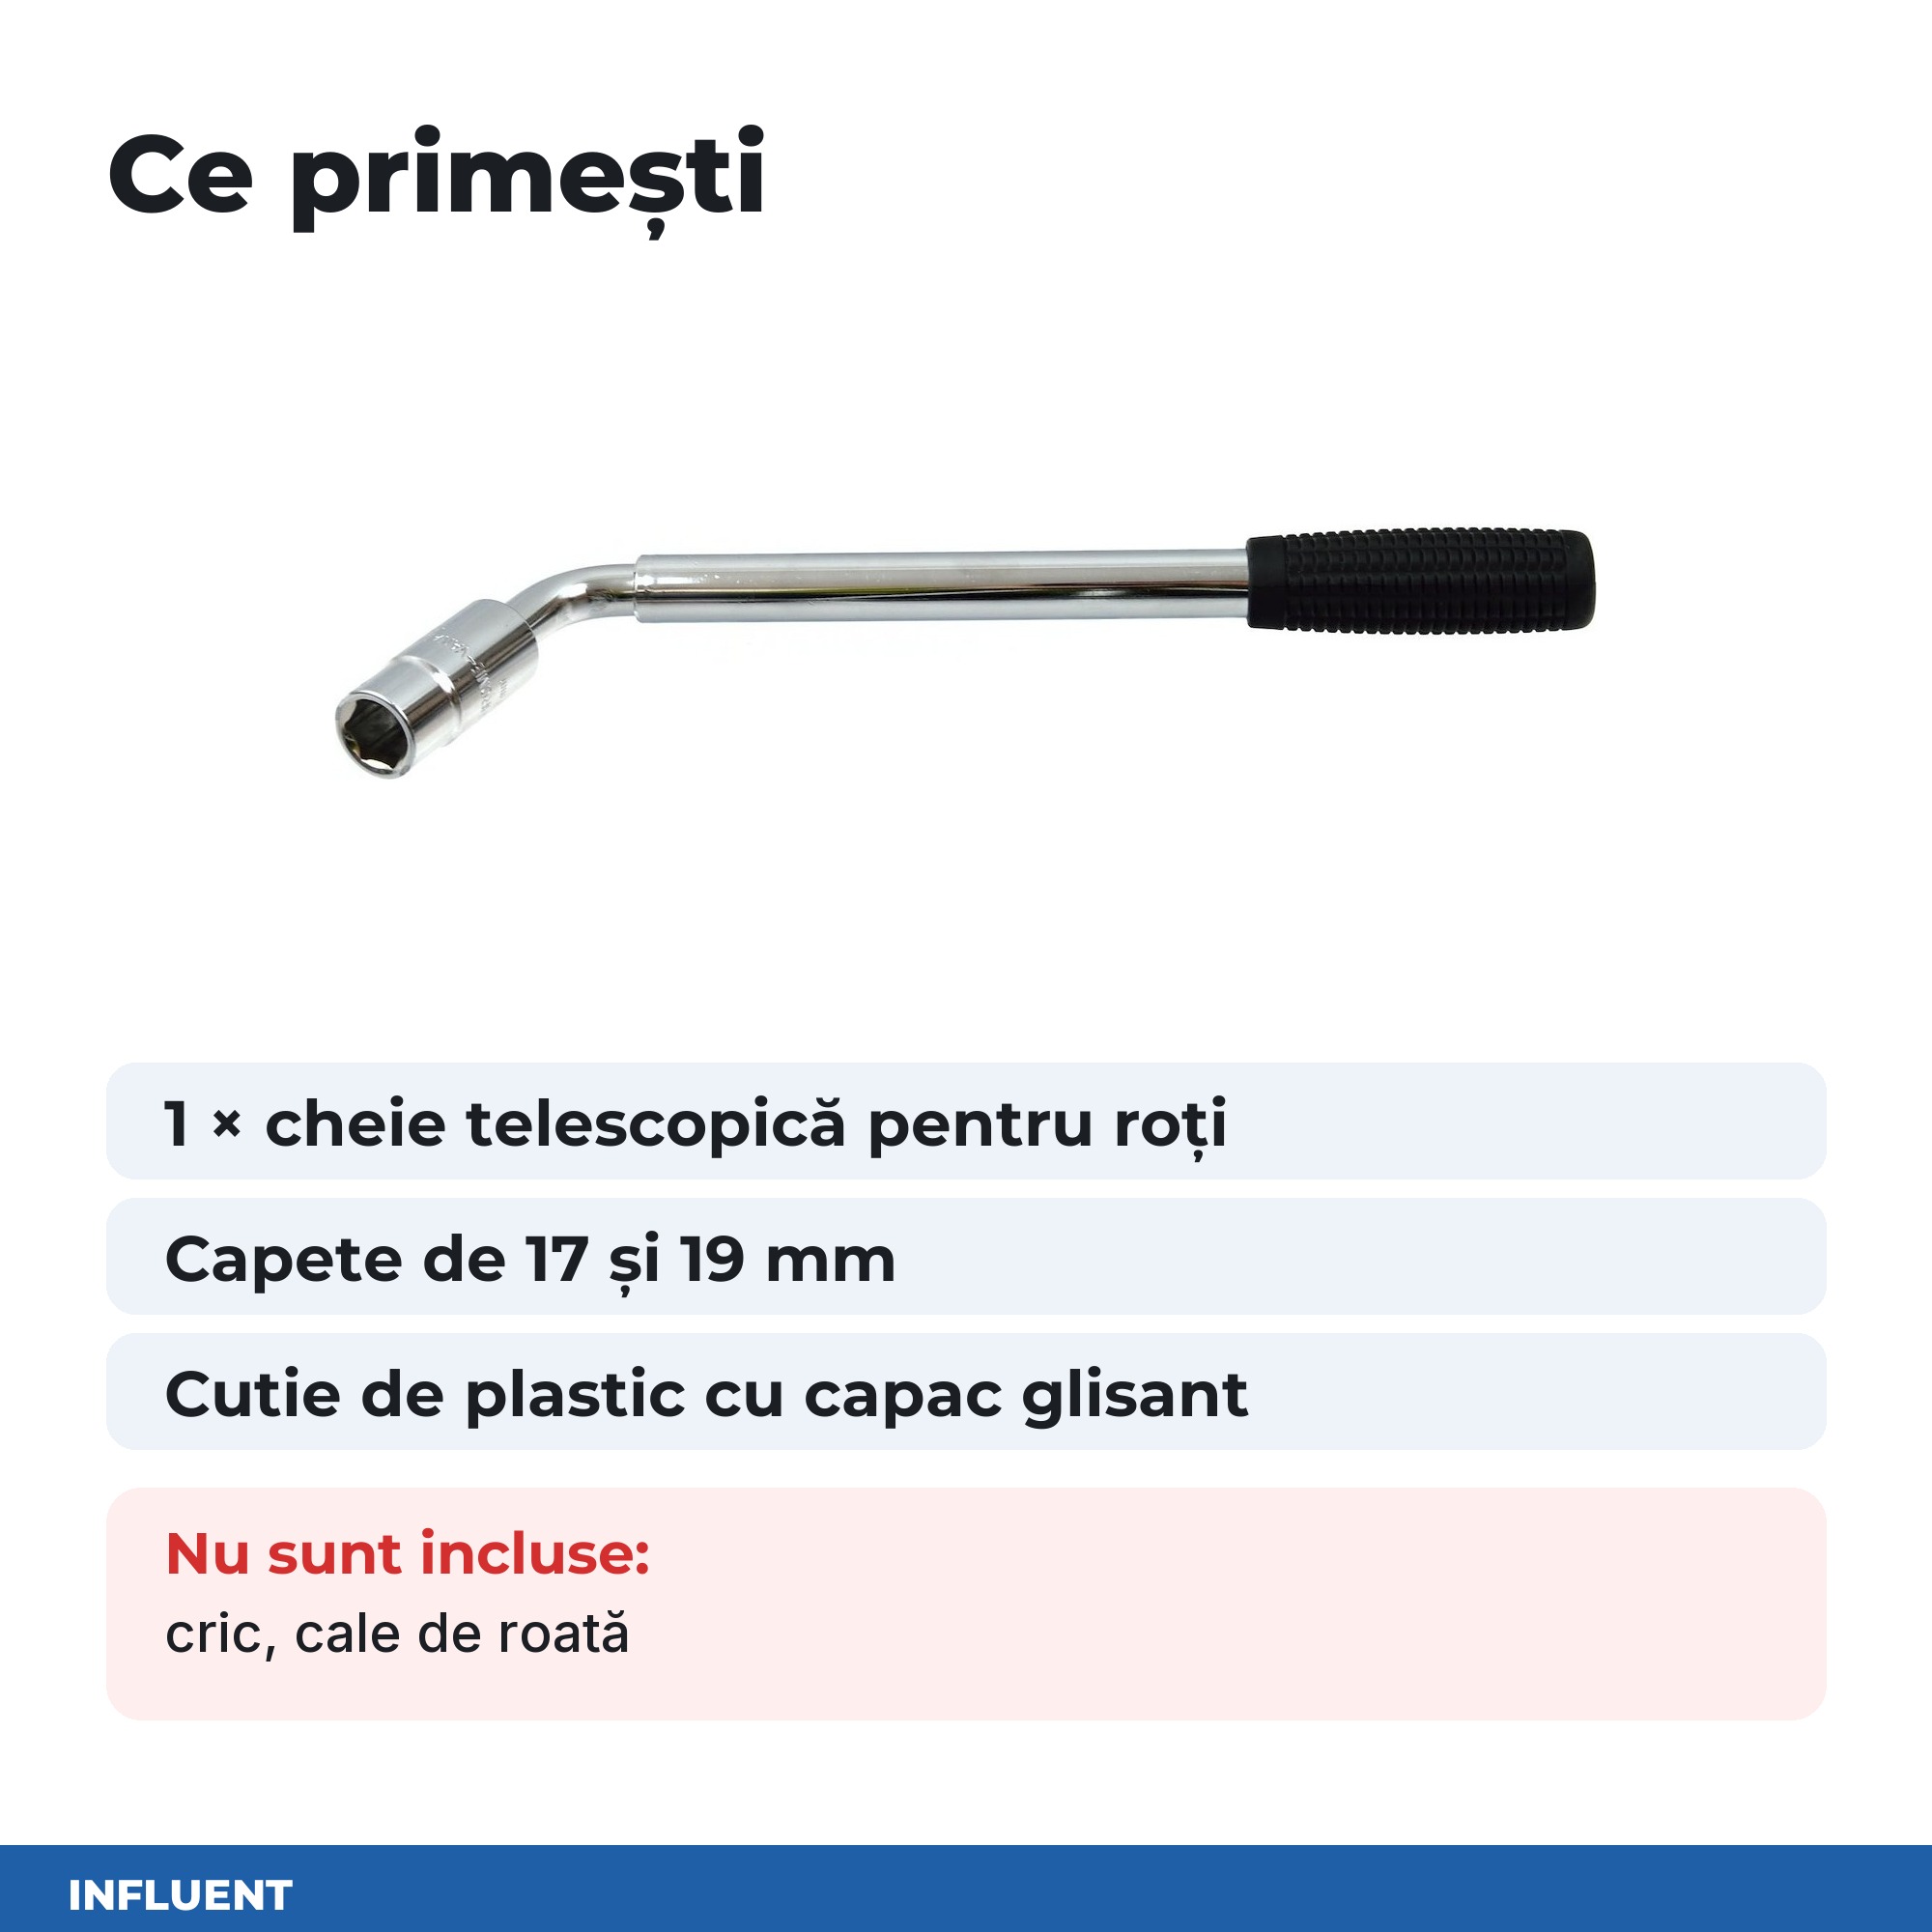 Ce primești
1 × cheie telescopică pentru roți
Capete de 17 și 19 mm
Cutie de plastic cu capac glisant
Nu sunt incluse:
cric, cale de roată
INFLUENT